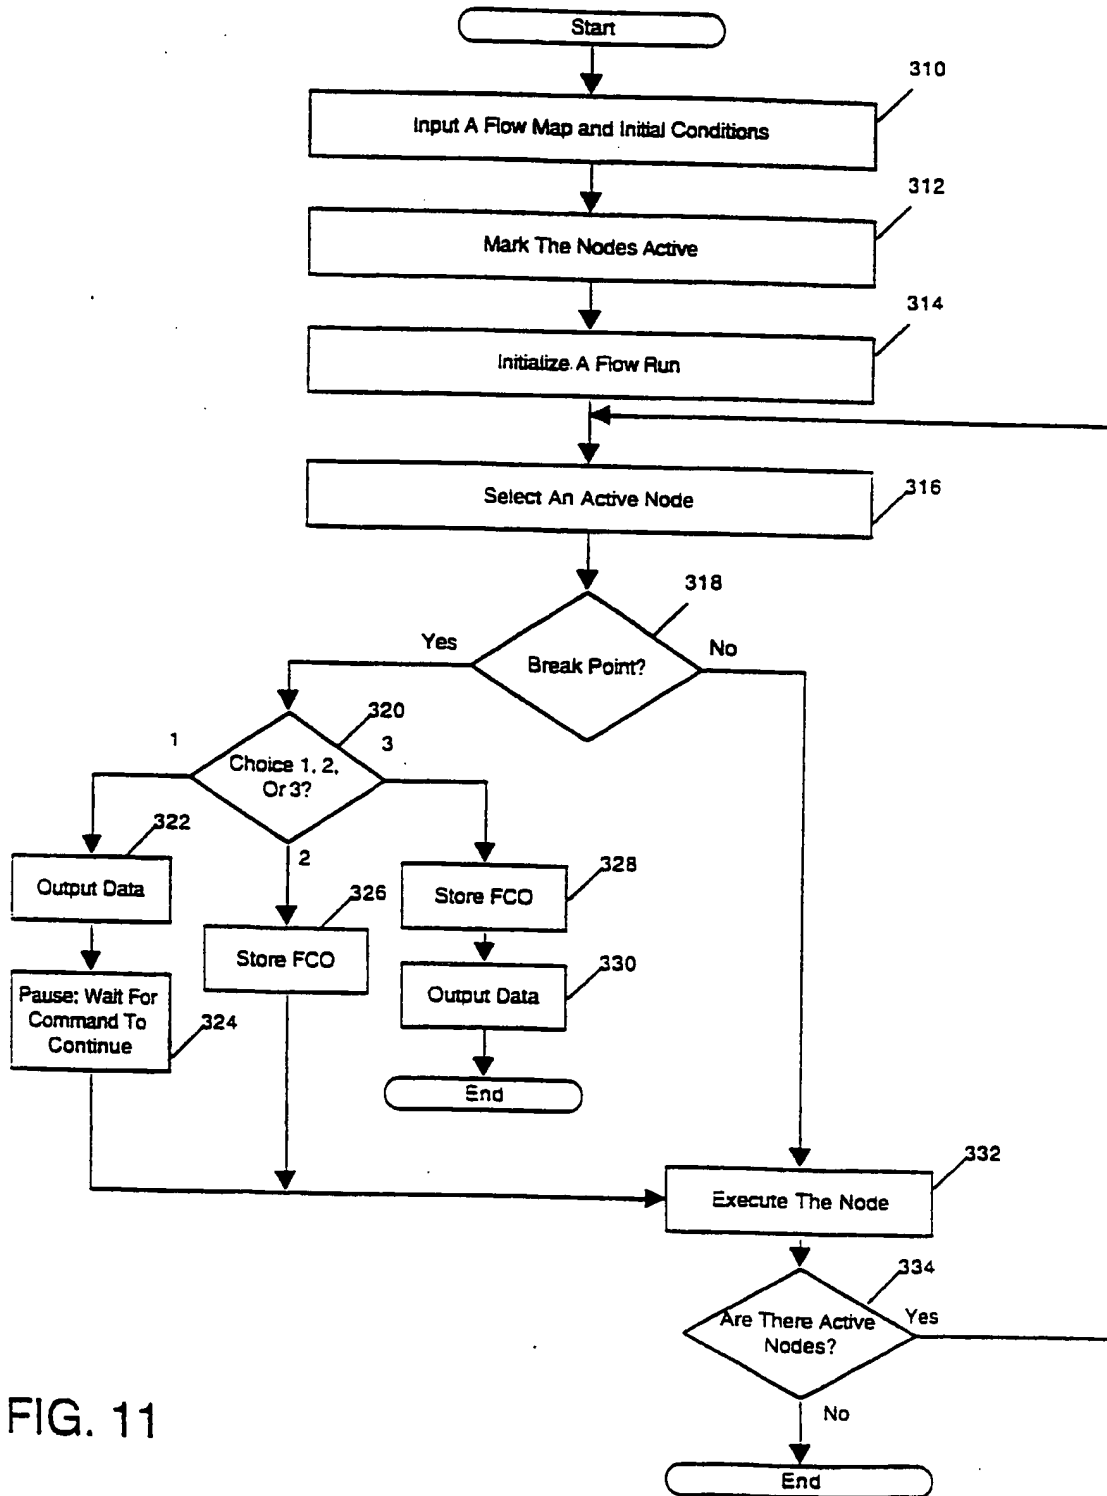 Start
310
Input A Flow Map and Initial Conditions
312
Mark The Nodes Active
314
Initialize A Flow Run
316
Select An Active Node
318
Yes
No
Break Point?
320
1
3
Choice 1, 2,
Or 3?
322
2
Output Data
328
Store FCO
326
Store FCO
330
Output Data
Pause: Wait For
Command To
Continue
324
End
332
Execute The Node
334
Are There Active
Nodes?
Yes
No
FIG. 11
End